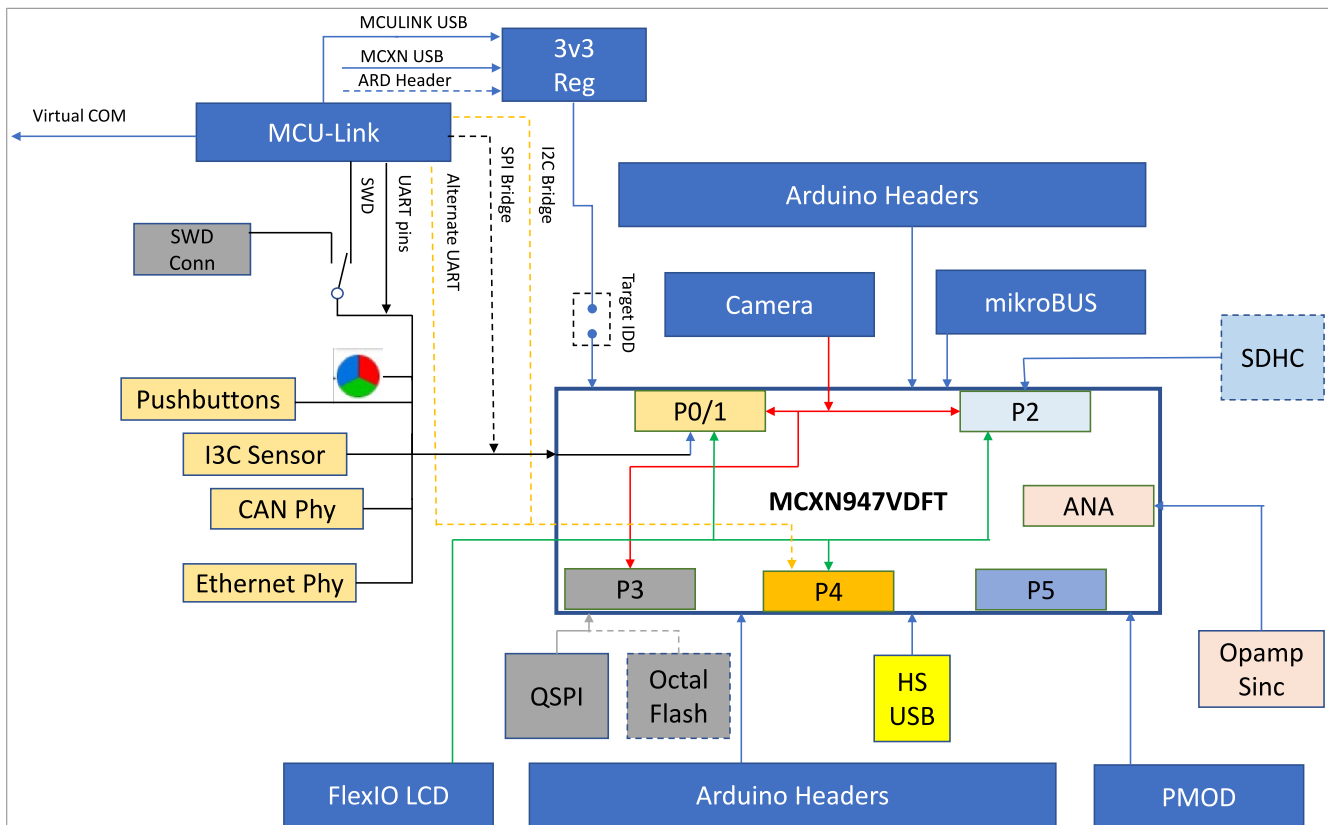 MCULINK USB
MCXN USB
ARD Header
3v3
Reg
Virtual COM
MCU-Link
SWD
UART pins
Alternate UART
SPI Bridge
I2C Bridge
Arduino Headers
SWD
Conn
Target IDD
Camera
mikroBUS
SDHC
Pushbuttons
P0/1
P2
I3C Sensor
CAN Phy
MCXN947VDFT
ANA
Ethernet Phy
P3
P4
P5
QSPI
Octal
Flash
HS
USB
Opamp
Sinc
FlexIO LCD
Arduino Headers
PMOD